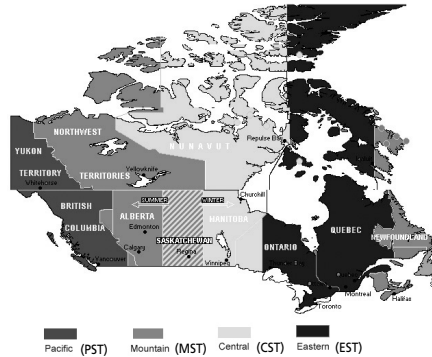 NORTHWEST
NUNAVUT
Repulse Bay
YUKON
Yellowknife
TERRITORY
TERRITORIES
Whitehorse
Churchill
SUMMER
WINTER
BRITISH
ALBERTA
MANITOBA
COLUMBIA
Edmonton
QUEBEC
NEWFOUNDLAND
SASKATCHEWAN
ONTARIO
Calgary
Regina
Vancouver
Winnipeg
Montreal
Halifax
Toronto
Pacific (PST) Mountain (MST) Central (CST) Eastern (EST)